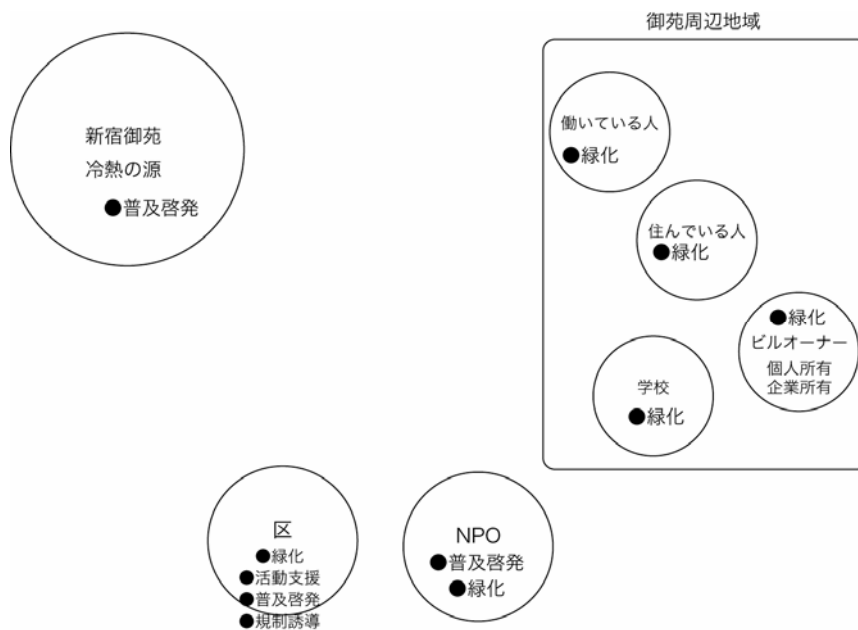 御苑周辺地域
新宿御苑
冷熱の源
●普及啓発
働いている人
●緑化
住んでいる人
●緑化
●緑化
ビルオーナー
個人所有
企業所有
学校
●緑化
区
●緑化
●活動支援
●普及啓発
●規制誘導
NPO
●普及啓発
●緑化